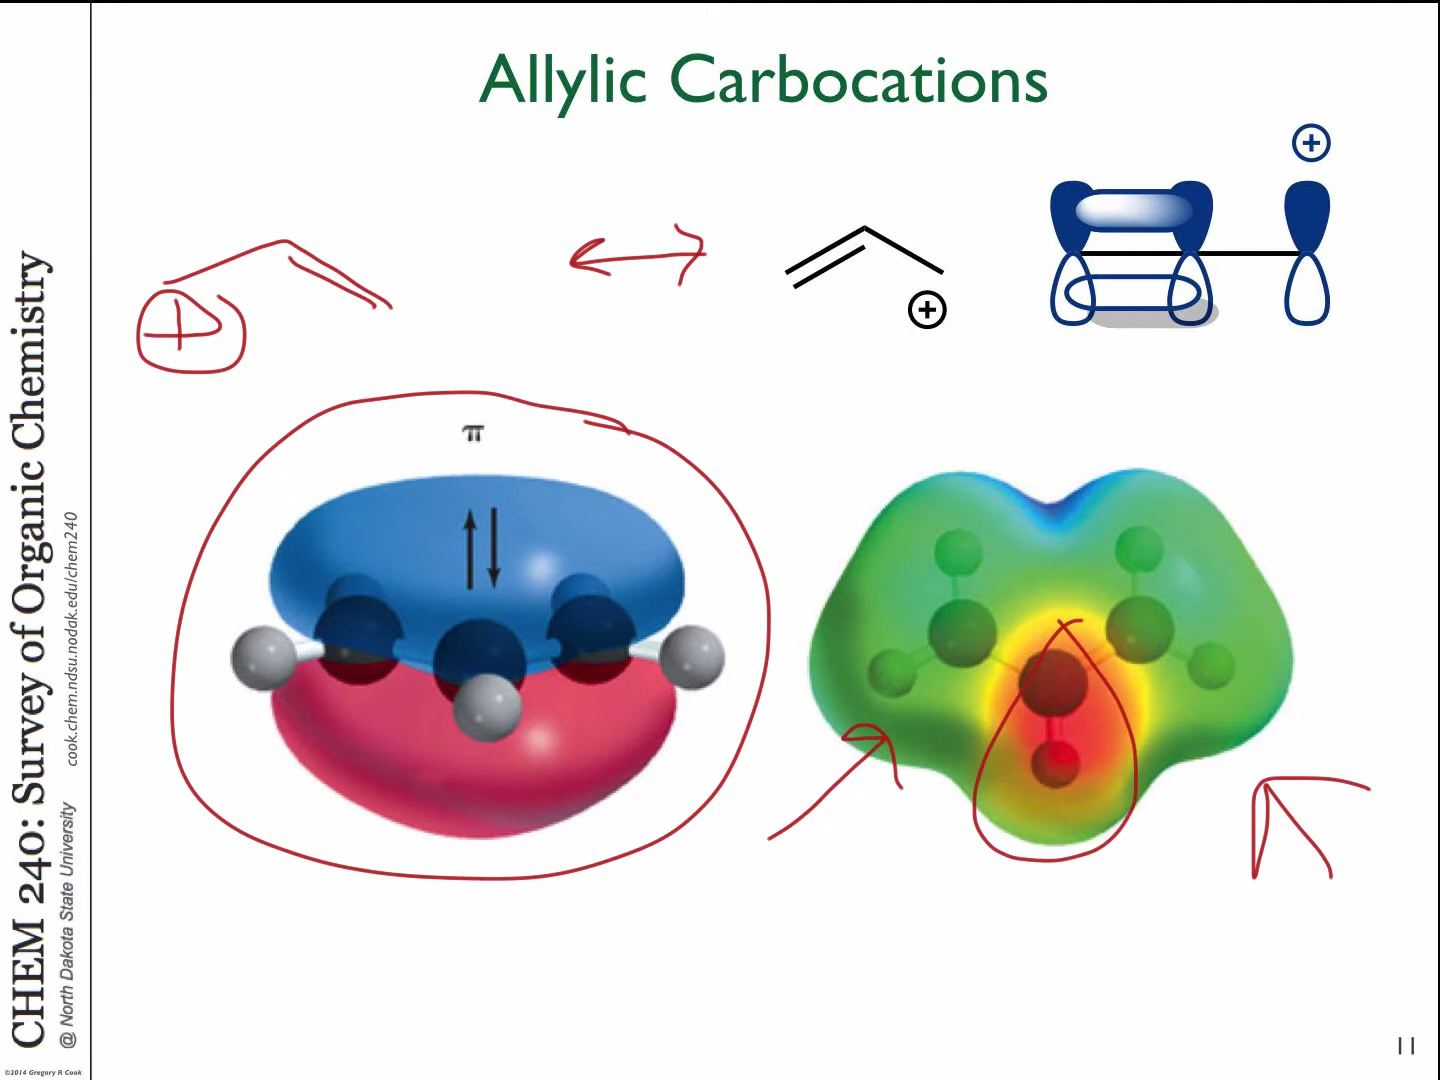 Allylic Carbocations
+
+
+
π
CHEM 240: Survey of Organic Chemistry
@ North Dakota State University cook.chem.ndsu.nodak.edu/chem240
©2014 Gregory R Cook
11